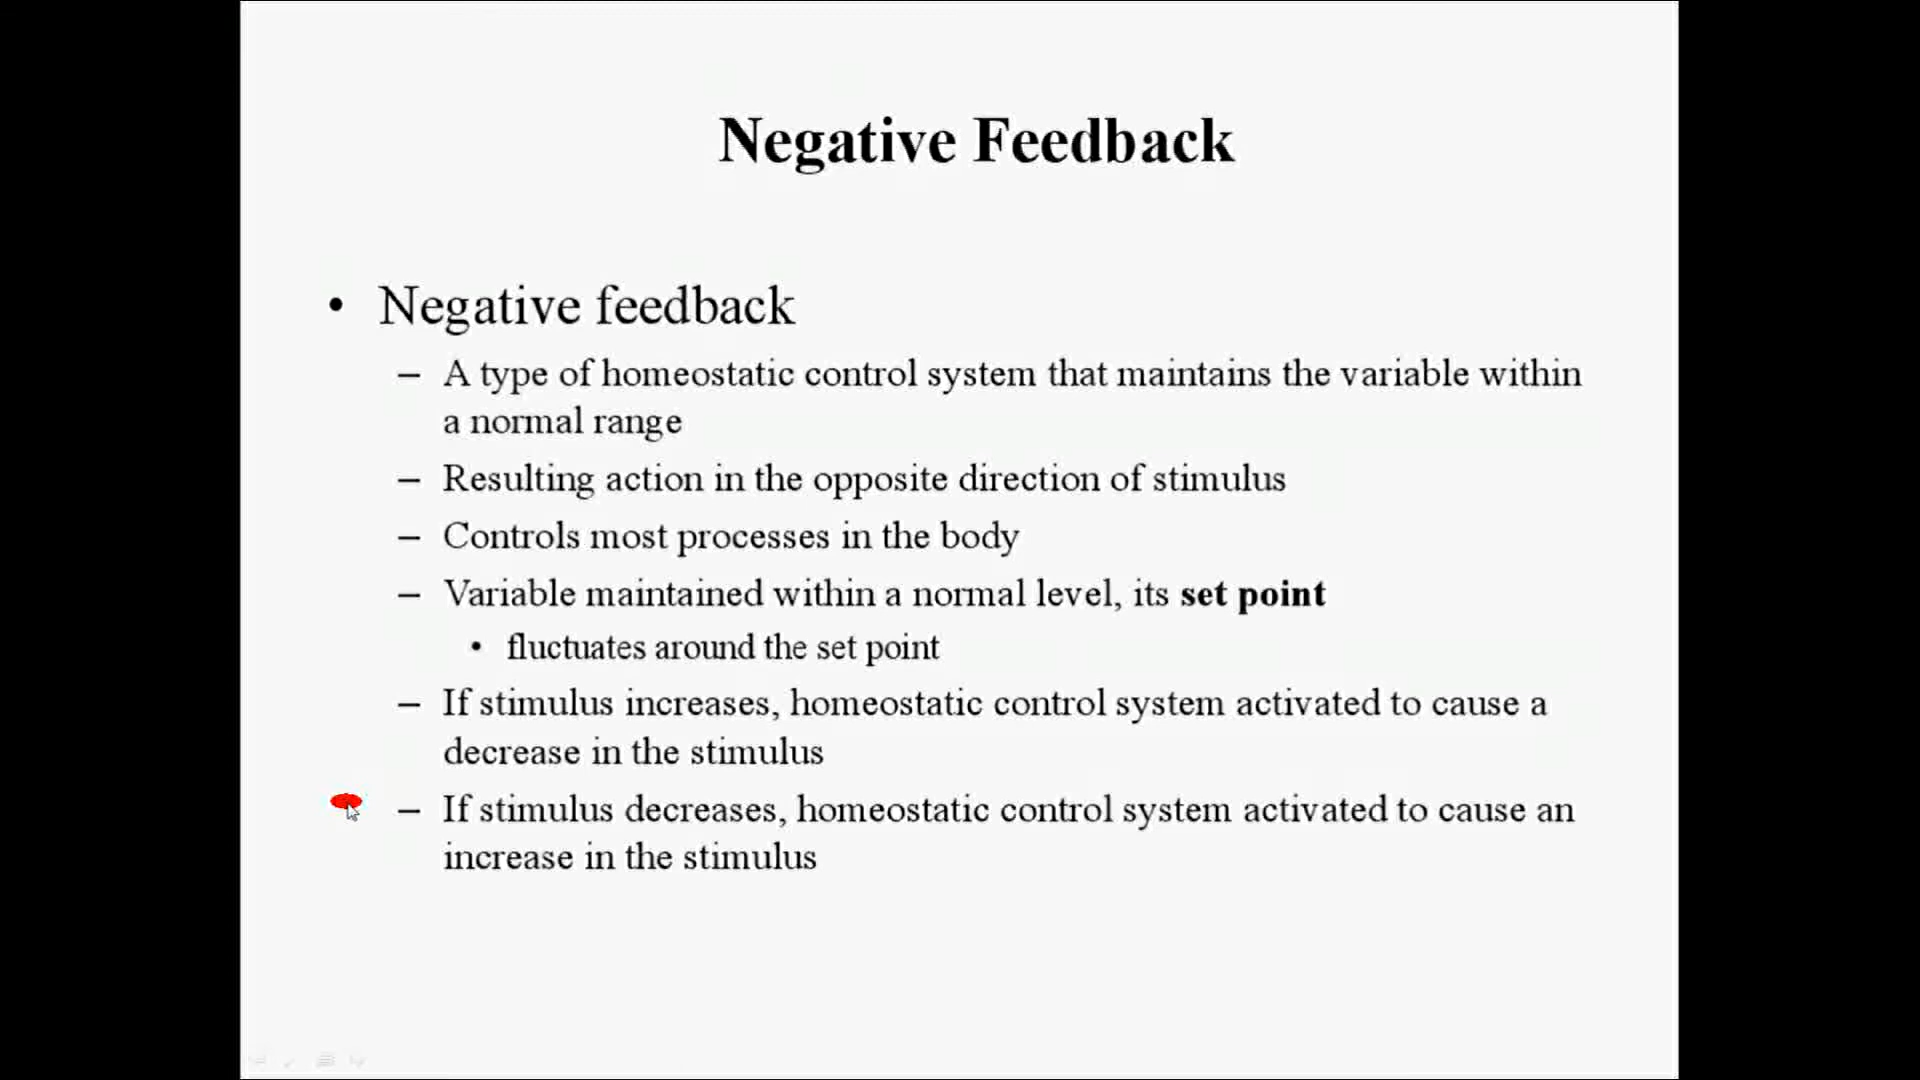 Negative Feedback
• Negative feedback
– A type of homeostatic control system that maintains the variable within
a normal range
– Resulting action in the opposite direction of stimulus
– Controls most processes in the body
– Variable maintained within a normal level, its set point
• fluctuates around the set point
– If stimulus increases, homeostatic control system activated to cause a
decrease in the stimulus
– If stimulus decreases, homeostatic control system activated to cause an
increase in the stimulus